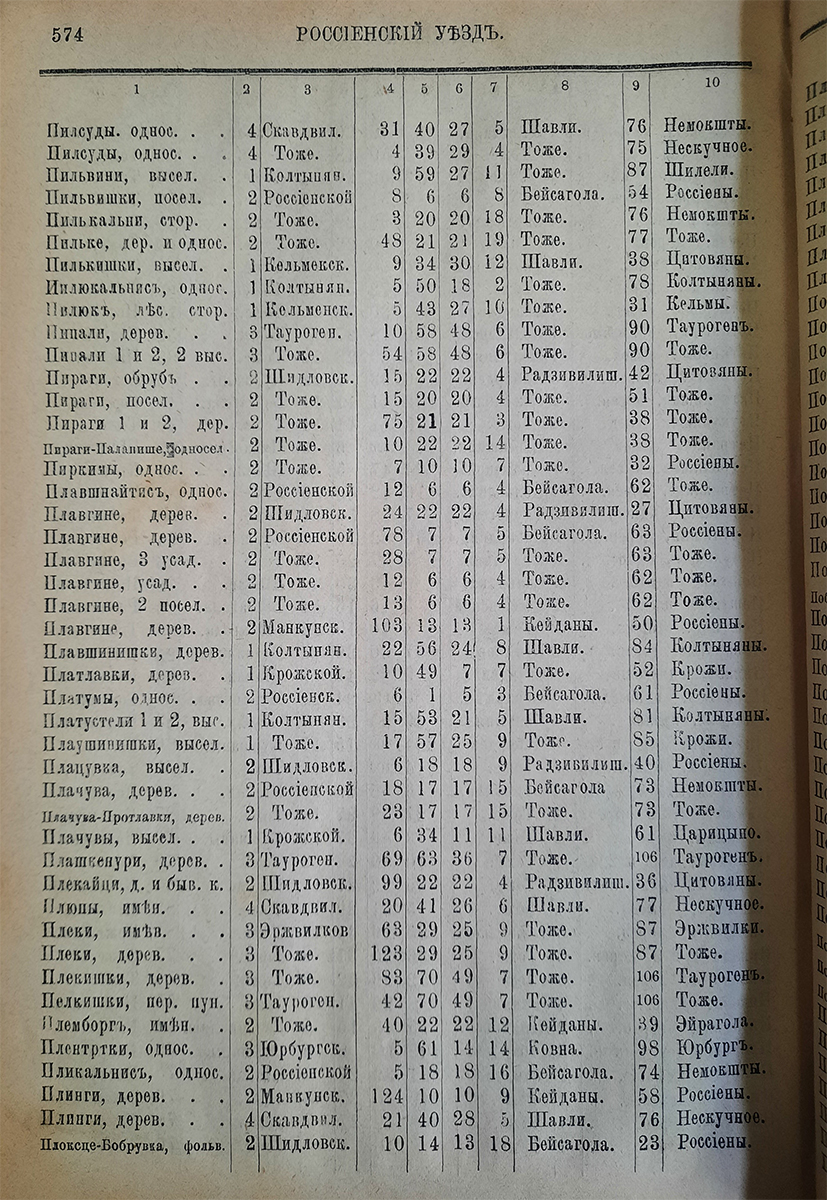 574 РОССІЕНСКІЙ УѢЗДЪ.
1 2 3 4 5 6 7 8 9 10
Пилсуды. однос. . . 4 Скавдвил. 31 40 27 5 Шавли. 76 Немокшты.
Пилсуды, однос. . . 4 Тоже. 4 39 29 4 Тоже. 75 Нескучное.
Пильвини, высел. . 1 Колтынян. 9 59 27 11 Тоже. 87 Шилели.
Пильвишки, посел. . 2 Россіенской 8 6 6 8 Бейсагола. 54 Россіены.
Пилькальни, стор. . 2 Тоже. 3 20 20 18 Тоже. 76 Немокшты.
Пильке, дер. и однос. 2 Тоже. 48 21 21 19 Тоже. 77 Тоже.
Пилькишки, высел. . 1 Кельмекск. 9 34 30 12 Шавли. 38 Цитовяны.
Пилюкальнисъ, однос. 1 Колтынян. 5 50 18 2 Тоже. 78 Колтыняны.
Пилюкъ, лѣс. стор. 1 Кельменск. 5 43 27 10 Тоже. 31 Кельмы.
Пипали, дерев. . . 3 Тауроген. 10 58 48 6 Тоже. 90 Таурогенъ.
Пипали 1 и 2, 2 выс. 3 Тоже. 54 58 48 6 Тоже. 90 Тоже.
Пираги, обрубъ . . 2 Шидловск. 15 22 22 4 Радзивилиш. 42 Цитовяны.
Пираги, посел. . . 2 Тоже. 15 20 20 4 Тоже. 51 Тоже.
Пираги 1 и 2, дер. 2 Тоже. 75 21 21 3 Тоже. 38 Тоже.
Пираги-Палапише, односел. 2 Тоже. 10 22 22 14 Тоже. 38 Тоже.
Пиркимы, однос. . . 2 Тоже. 7 10 10 7 Тоже. 32 Россіены.
Плавшнайтисъ, однос. 2 Россіенской 12 6 6 4 Бейсагола. 62 Тоже.
Плавгине, дерев. . 2 Шидловск. 24 22 22 4 Радзивилиш. 27 Цитовяны.
Плавгине, дерев. 2 Россіенской 78 7 7 5 Бейсагола. 63 Россіены.
Плавгине, 3 усад. . 2 Тоже. 28 7 7 5 Тоже. 63 Тоже.
Плавгине, усад. . . 2 Тоже. 12 6 6 4 Тоже. 62 Тоже.
Плавгине, 2 посел. . 2 Тоже. 13 6 6 4 Тоже. 62 Тоже.
Плавгине, дерев. . 2 Манкунск. 103 13 13 1 Кейданы. 50 Россіены.
Плавшинишки, дерев. 1 Колтынян. 22 56 24 8 Шавли. 84 Колтыняны.
Платлавки, дерев. . 1 Крожской. 10 49 7 7 Тоже. 52 Крожи.
Платумы, однос. . . 2 Россіенск. 6 1 5 3 Бейсагола. 61 Россіены.
Платустели 1 и 2, выс. 1 Колтынян. 15 53 21 5 Шавли. 81 Колтыняны.
Плаушинишки, высел. 1 Тоже. 17 57 25 9 Тоже. 85 Крожи.
Плацувка, высел. . 2 Шидловск. 6 18 18 9 Радзивилиш. 40 Россіены.
Плачува, дерев. . . 2 Россіенской 18 17 17 15 Бейсагола 73 Немокшты.
Плачува-Протлавки, дерев. 2 Тоже. 23 17 17 15 Тоже. 73 Тоже.
Плачувы, высел. . . 1 Крожской. 6 34 11 11 Шавли. 61 Царицыно.
Плашкепури, дерев. . 3 Тауроген. 69 63 36 7 Тоже. 106 Таурогенъ.
Плекайци, д. и быв. к. 2 Шидловск. 99 22 22 4 Радзивилиш. 36 Цитовяны.
Плюпы, имѣн. . . 4 Скавдвил. 20 41 26 6 Шавли. 77 Нескучное.
Плеки, имѣн. . . 3 Эржвилков 63 29 25 9 Тоже. 87 Эржвилки.
Плеки, дерев. . . 3 Тоже. 123 29 25 9 Тоже. 87 Тоже.
Плекишки, дерев. . 3 Тоже. 83 70 49 7 Тоже. 106 Таурогенъ.
Пелкишки, пер. пун. 3 Тауроген. 42 70 49 7 Тоже. 106 Тоже.
Племборгъ, имѣн. . 2 Тоже. 40 22 22 12 Кейданы. 39 Эйрагола.
Плентртки, однос. . 3 Юрбургск. 5 61 14 14 Ковна. 98 Юрбургъ.
Пликальнисъ, однос. 2 Россіенской 5 18 18 16 Бейсагола. 74 Немокшты.
Плинги, дерев. . . 2 Манкунск. 124 10 10 9 Кейданы. 58 Россіены.
Плинги, дерев. . . 4 Скавдвил. 21 40 28 5 Шавли. 76 Нескучное.
Плоксце-Бобрувка, фольв. 2 Шидловск. 10 14 13 18 Бейсагола. 23 Россіены.